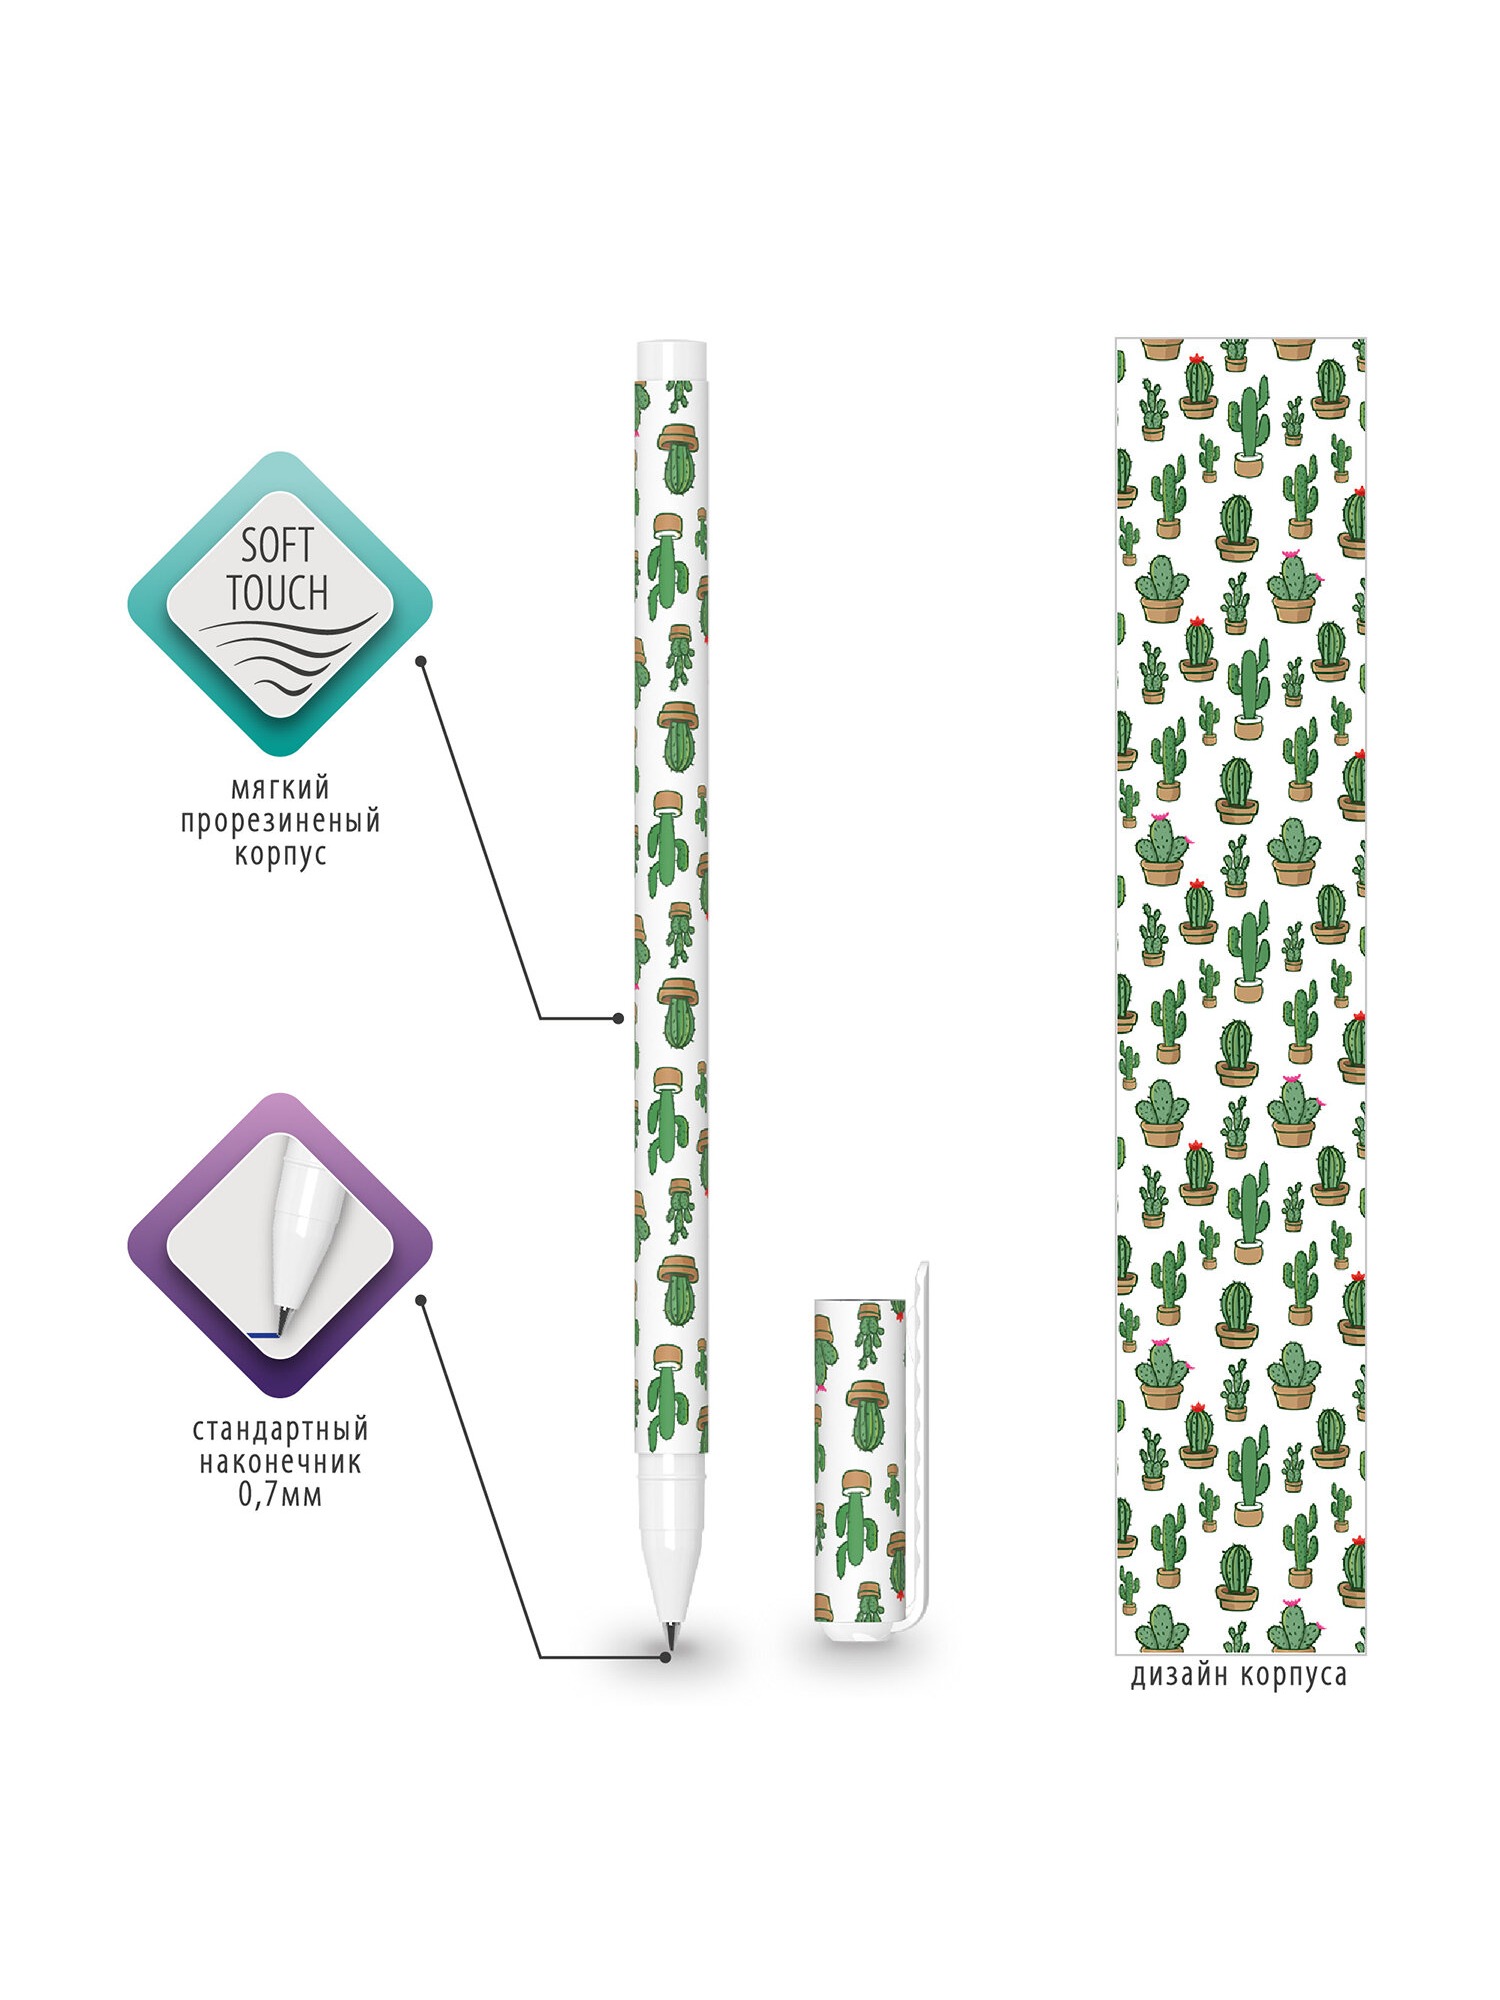 SOFT
TOUCH
мягкий
прорезиненый
корпус
стандартный
наконечник
0,7мм
дизайн корпуса